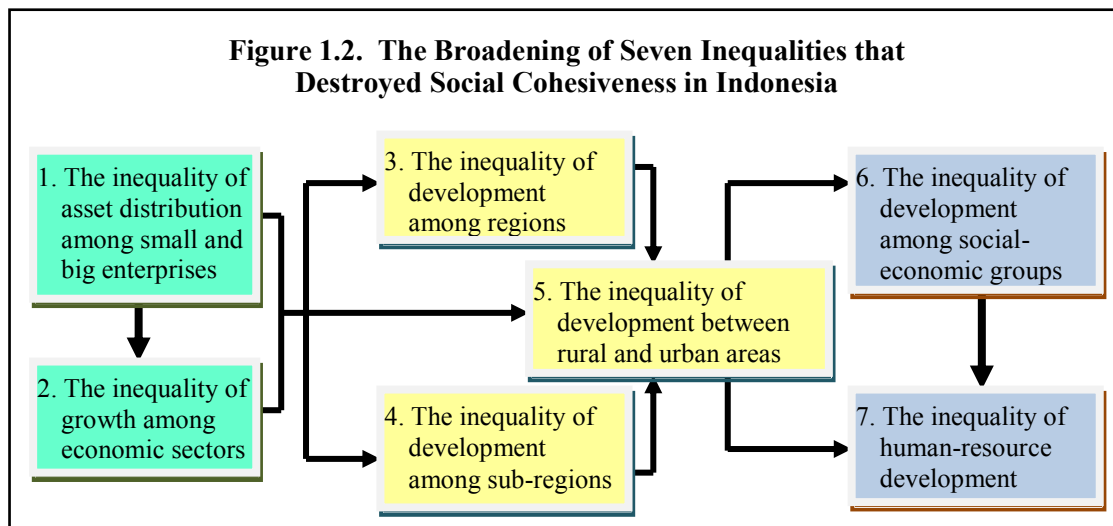 Figure 1.2.  The Broadening of Seven Inequalities that
Destroyed Social Cohesiveness in Indonesia
1. The inequality of
asset distribution
among small and
big enterprises
2. The inequality of
growth among
economic sectors
3. The inequality of
development
among regions
4. The inequality of
development
among sub-regions
5. The inequality of
development between
rural and urban areas
6. The inequality of
development
among social-
economic groups
7. The inequality of
human-resource
development